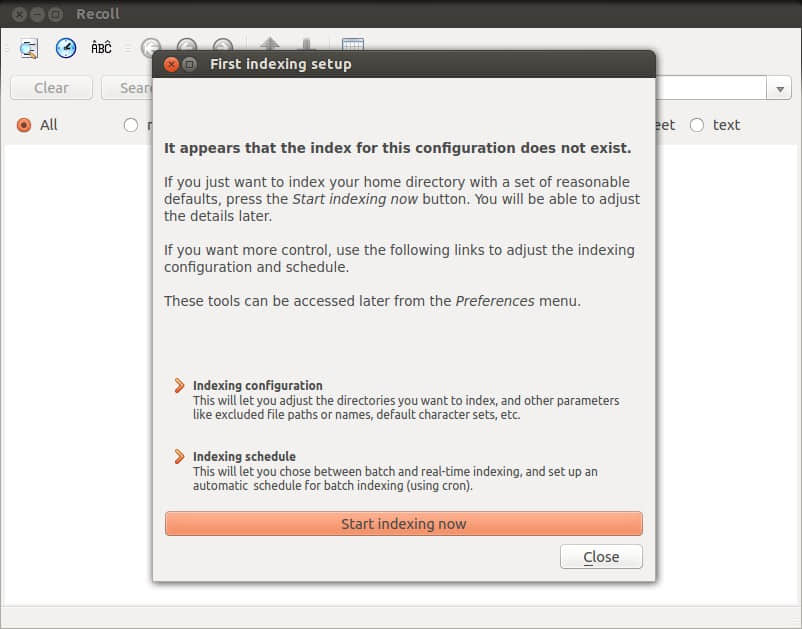 Recoll
ÀBĆ
First indexing setup
Clear
All
text
It appears that the index for this configuration does not exist.
If you just want to index your home directory with a set of reasonable
defaults, press the Start indexing now button. You will be able to adjust
the details later.
If you want more control, use the following links to adjust the indexing
configuration and schedule.
These tools can be accessed later from the Preferences menu.
Indexing configuration
This will let you adjust the directories you want to index, and other parameters
like excluded file paths or names, default character sets, etc.
Indexing schedule
This will let you chose between batch and real-time indexing, and set up an
automatic schedule for batch indexing (using cron).
Start indexing now
Close